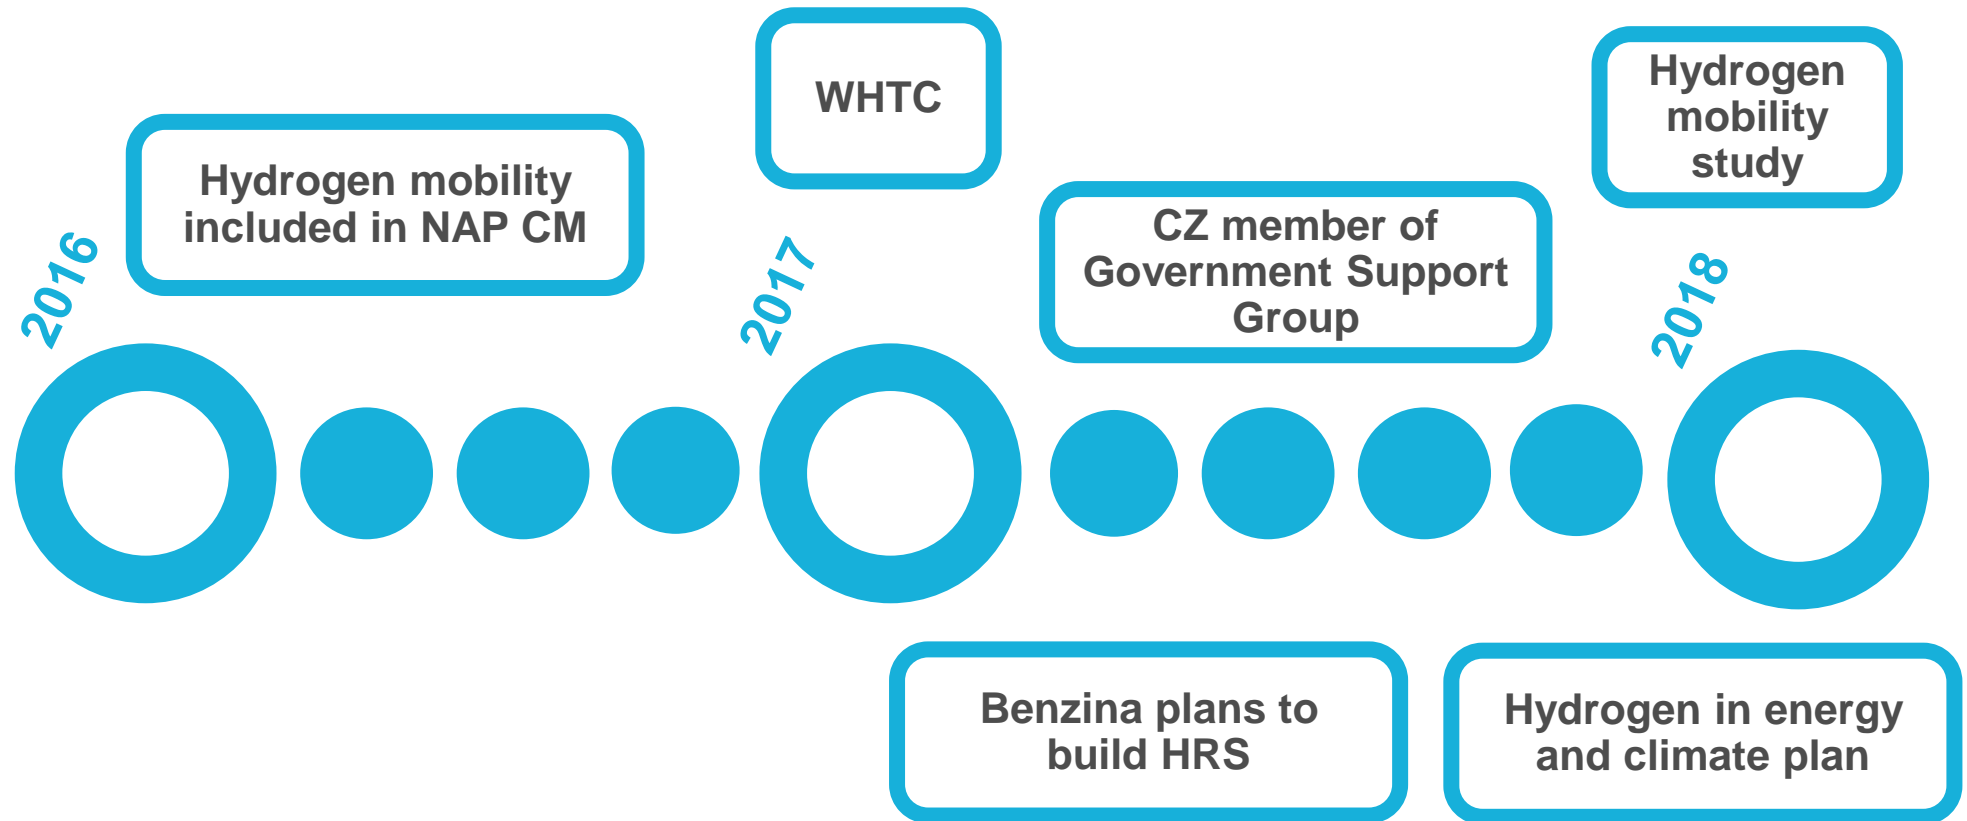 2016
Hydrogen mobility
included in NAP CM
2017
WHTC
CZ member of
Government Support
Group
2018
Hydrogen
mobility
study
Benzina plans to
build HRS
Hydrogen in energy
and climate plan